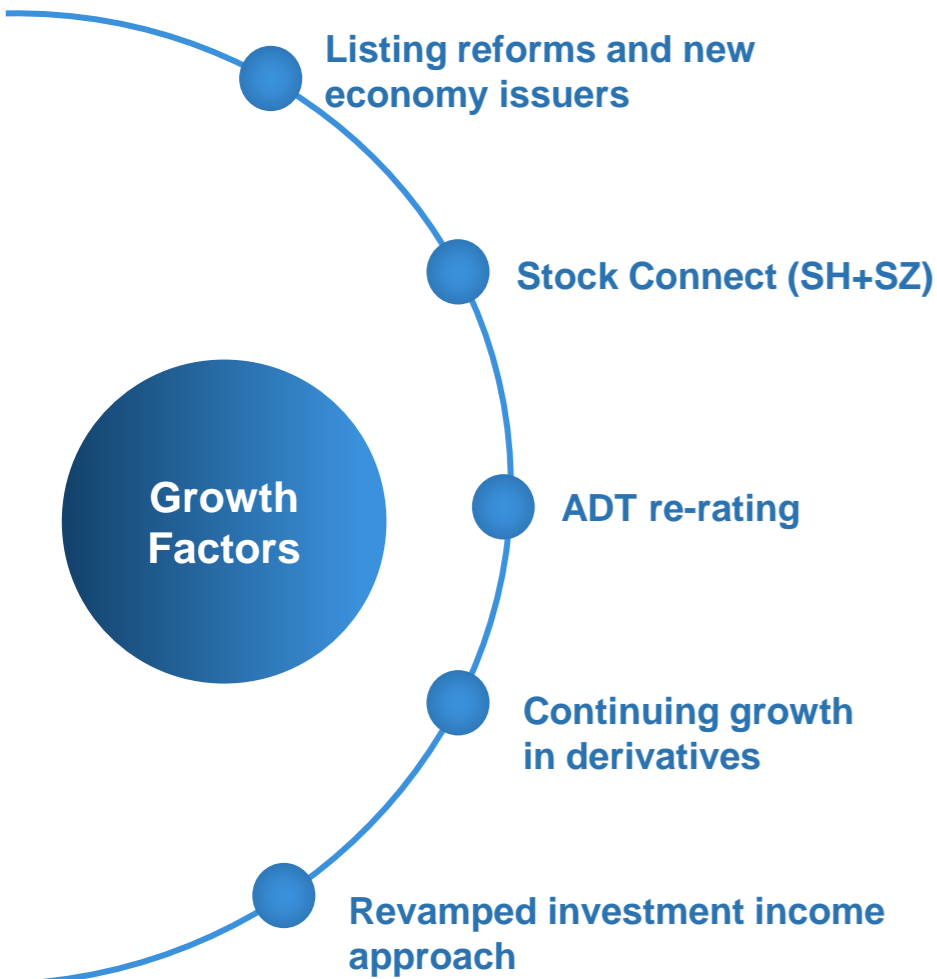 Listing reforms and new
economy issuers
Stock Connect (SH+SZ)
Growth
Factors
ADT re-rating
Continuing growth
in derivatives
Revamped investment income
approach